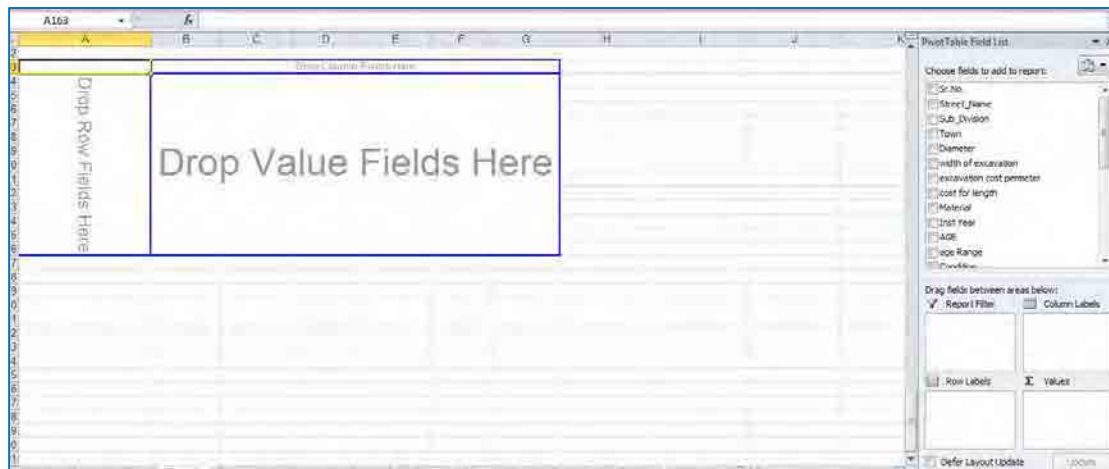 A163
fx
A B C D E F G H I J K
PivotTable Field List
Drop Column Fields Here
Choose fields to add to report:
Drop Row Fields Here
Drop Value Fields Here
Sr.No
Street_Name
Sub_Division
Town
Diameter
width of excavation
excavation cost permeter
cost for length
Material
Inst Year
AGE
age Range
Condition
Drag fields between areas below:
Report Filter
Column Labels
Row Labels
Σ Values
Defer Layout Update
Update